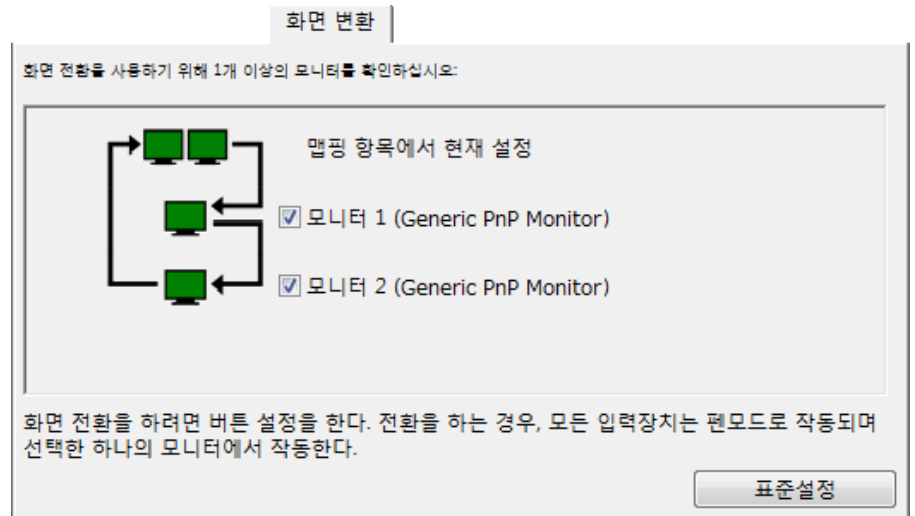 화면 변환
화면 전환을 사용하기 위해 1개 이상의 모니터를 확인하십시오:
맵핑 항목에서 현재 설정
모니터 1 (Generic PnP Monitor)
모니터 2 (Generic PnP Monitor)
화면 전환을 하려면 버튼 설정을 한다. 전환을 하는 경우, 모든 입력장치는 펜모드로 작동되며
선택한 하나의 모니터에서 작동한다.
표준설정